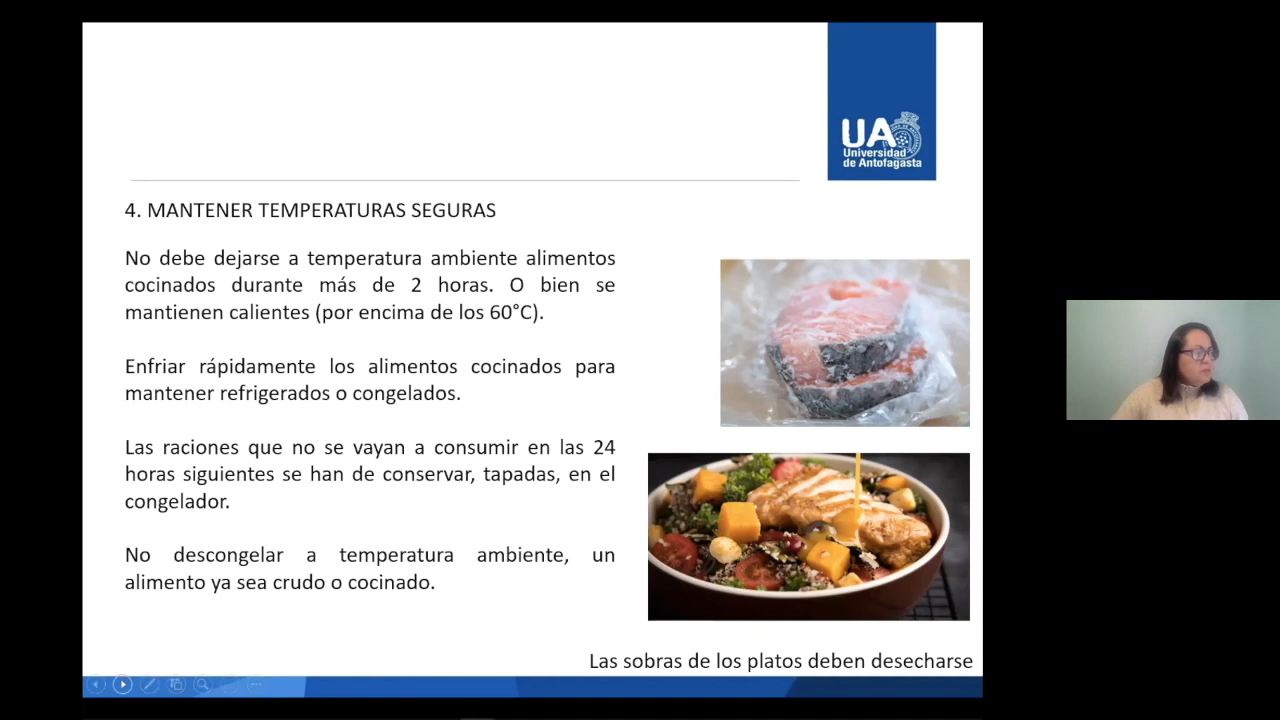 UA
Universidad
de Antofagasta
4. MANTENER TEMPERATURAS SEGURAS
No debe dejarse a temperatura ambiente alimentos
cocinados durante más de 2 horas. O bien se
mantienen calientes (por encima de los 60°C).
Enfriar rápidamente los alimentos cocinados para
mantener refrigerados o congelados.
Las raciones que no se vayan a consumir en las 24
horas siguientes se han de conservar, tapadas, en el
congelador.
No descongelar a temperatura ambiente, un
alimento ya sea crudo o cocinado.
Las sobras de los platos deben desecharse